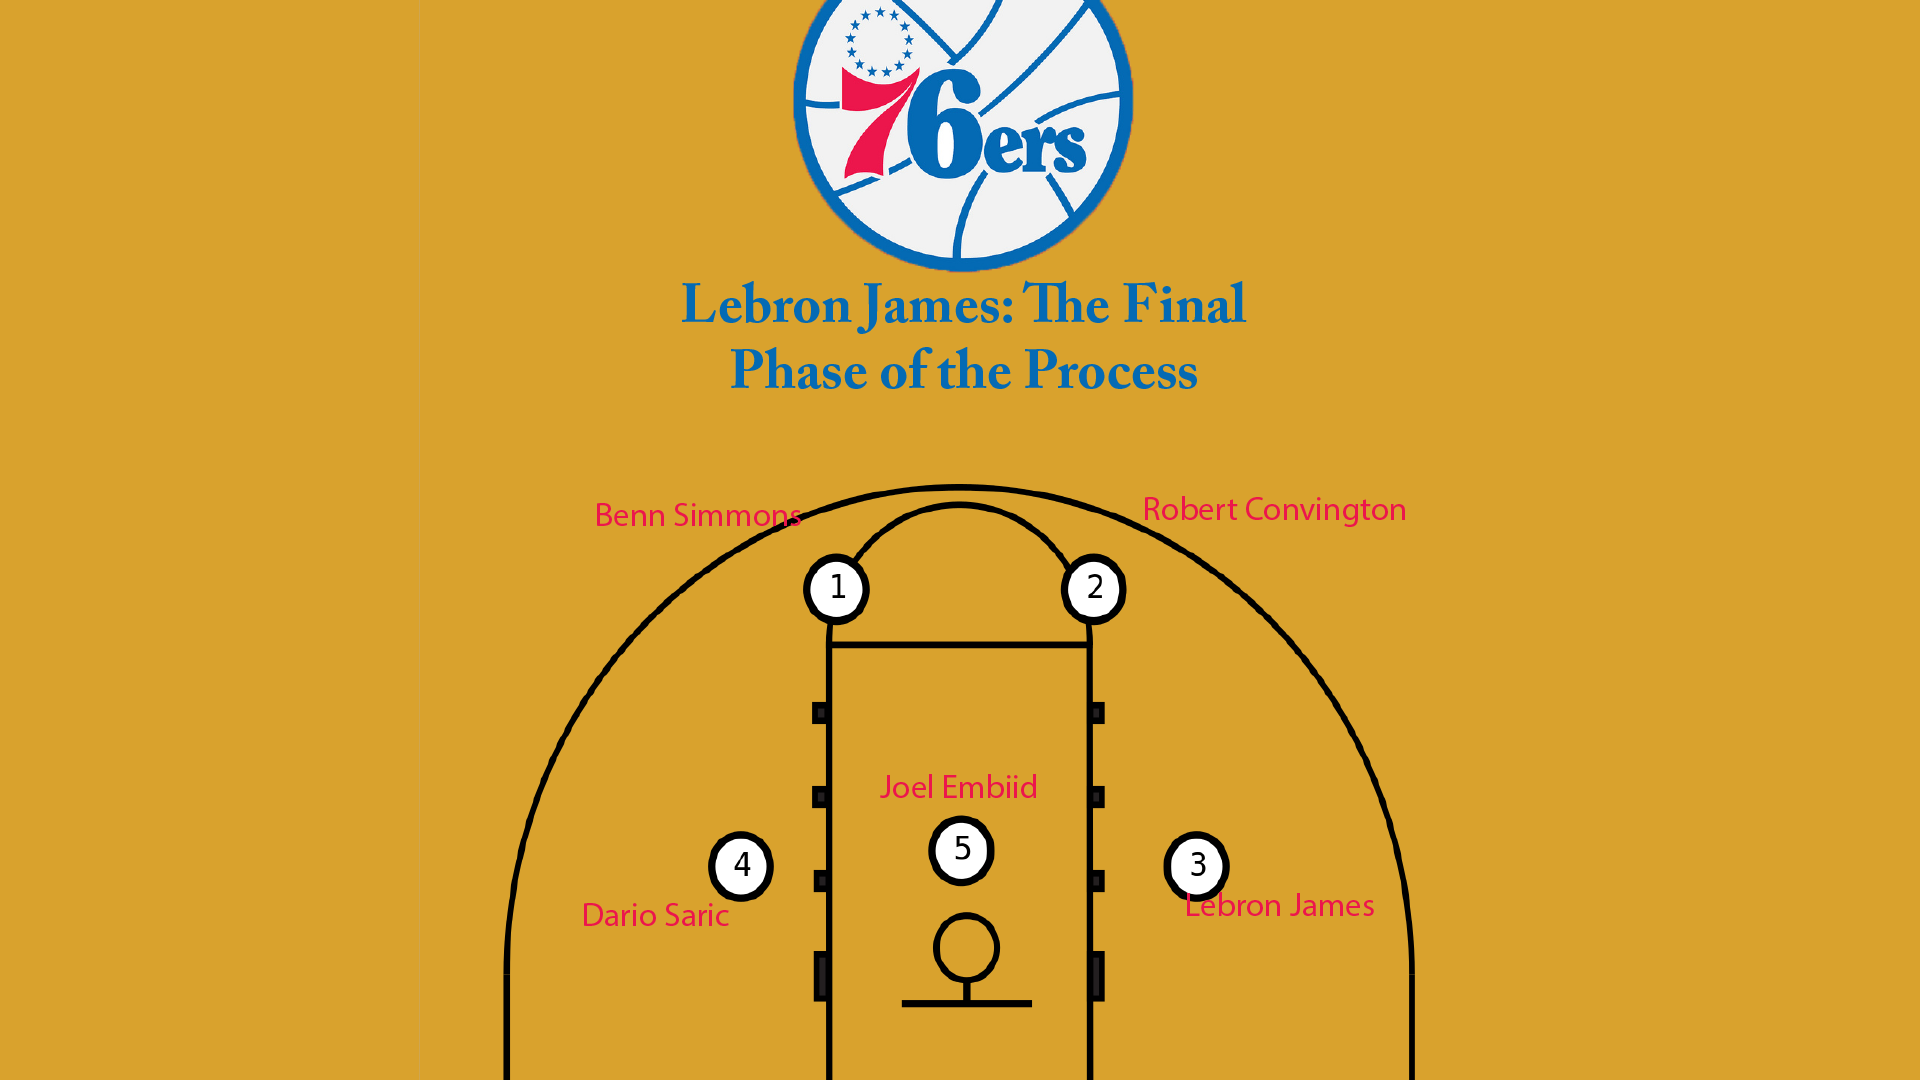 76ers
Lebron James: The Final
Phase of the Process
Benn Simmons
Robert Convington
1
2
Joel Embiid
5
4
3
Dario Saric
Lebron James